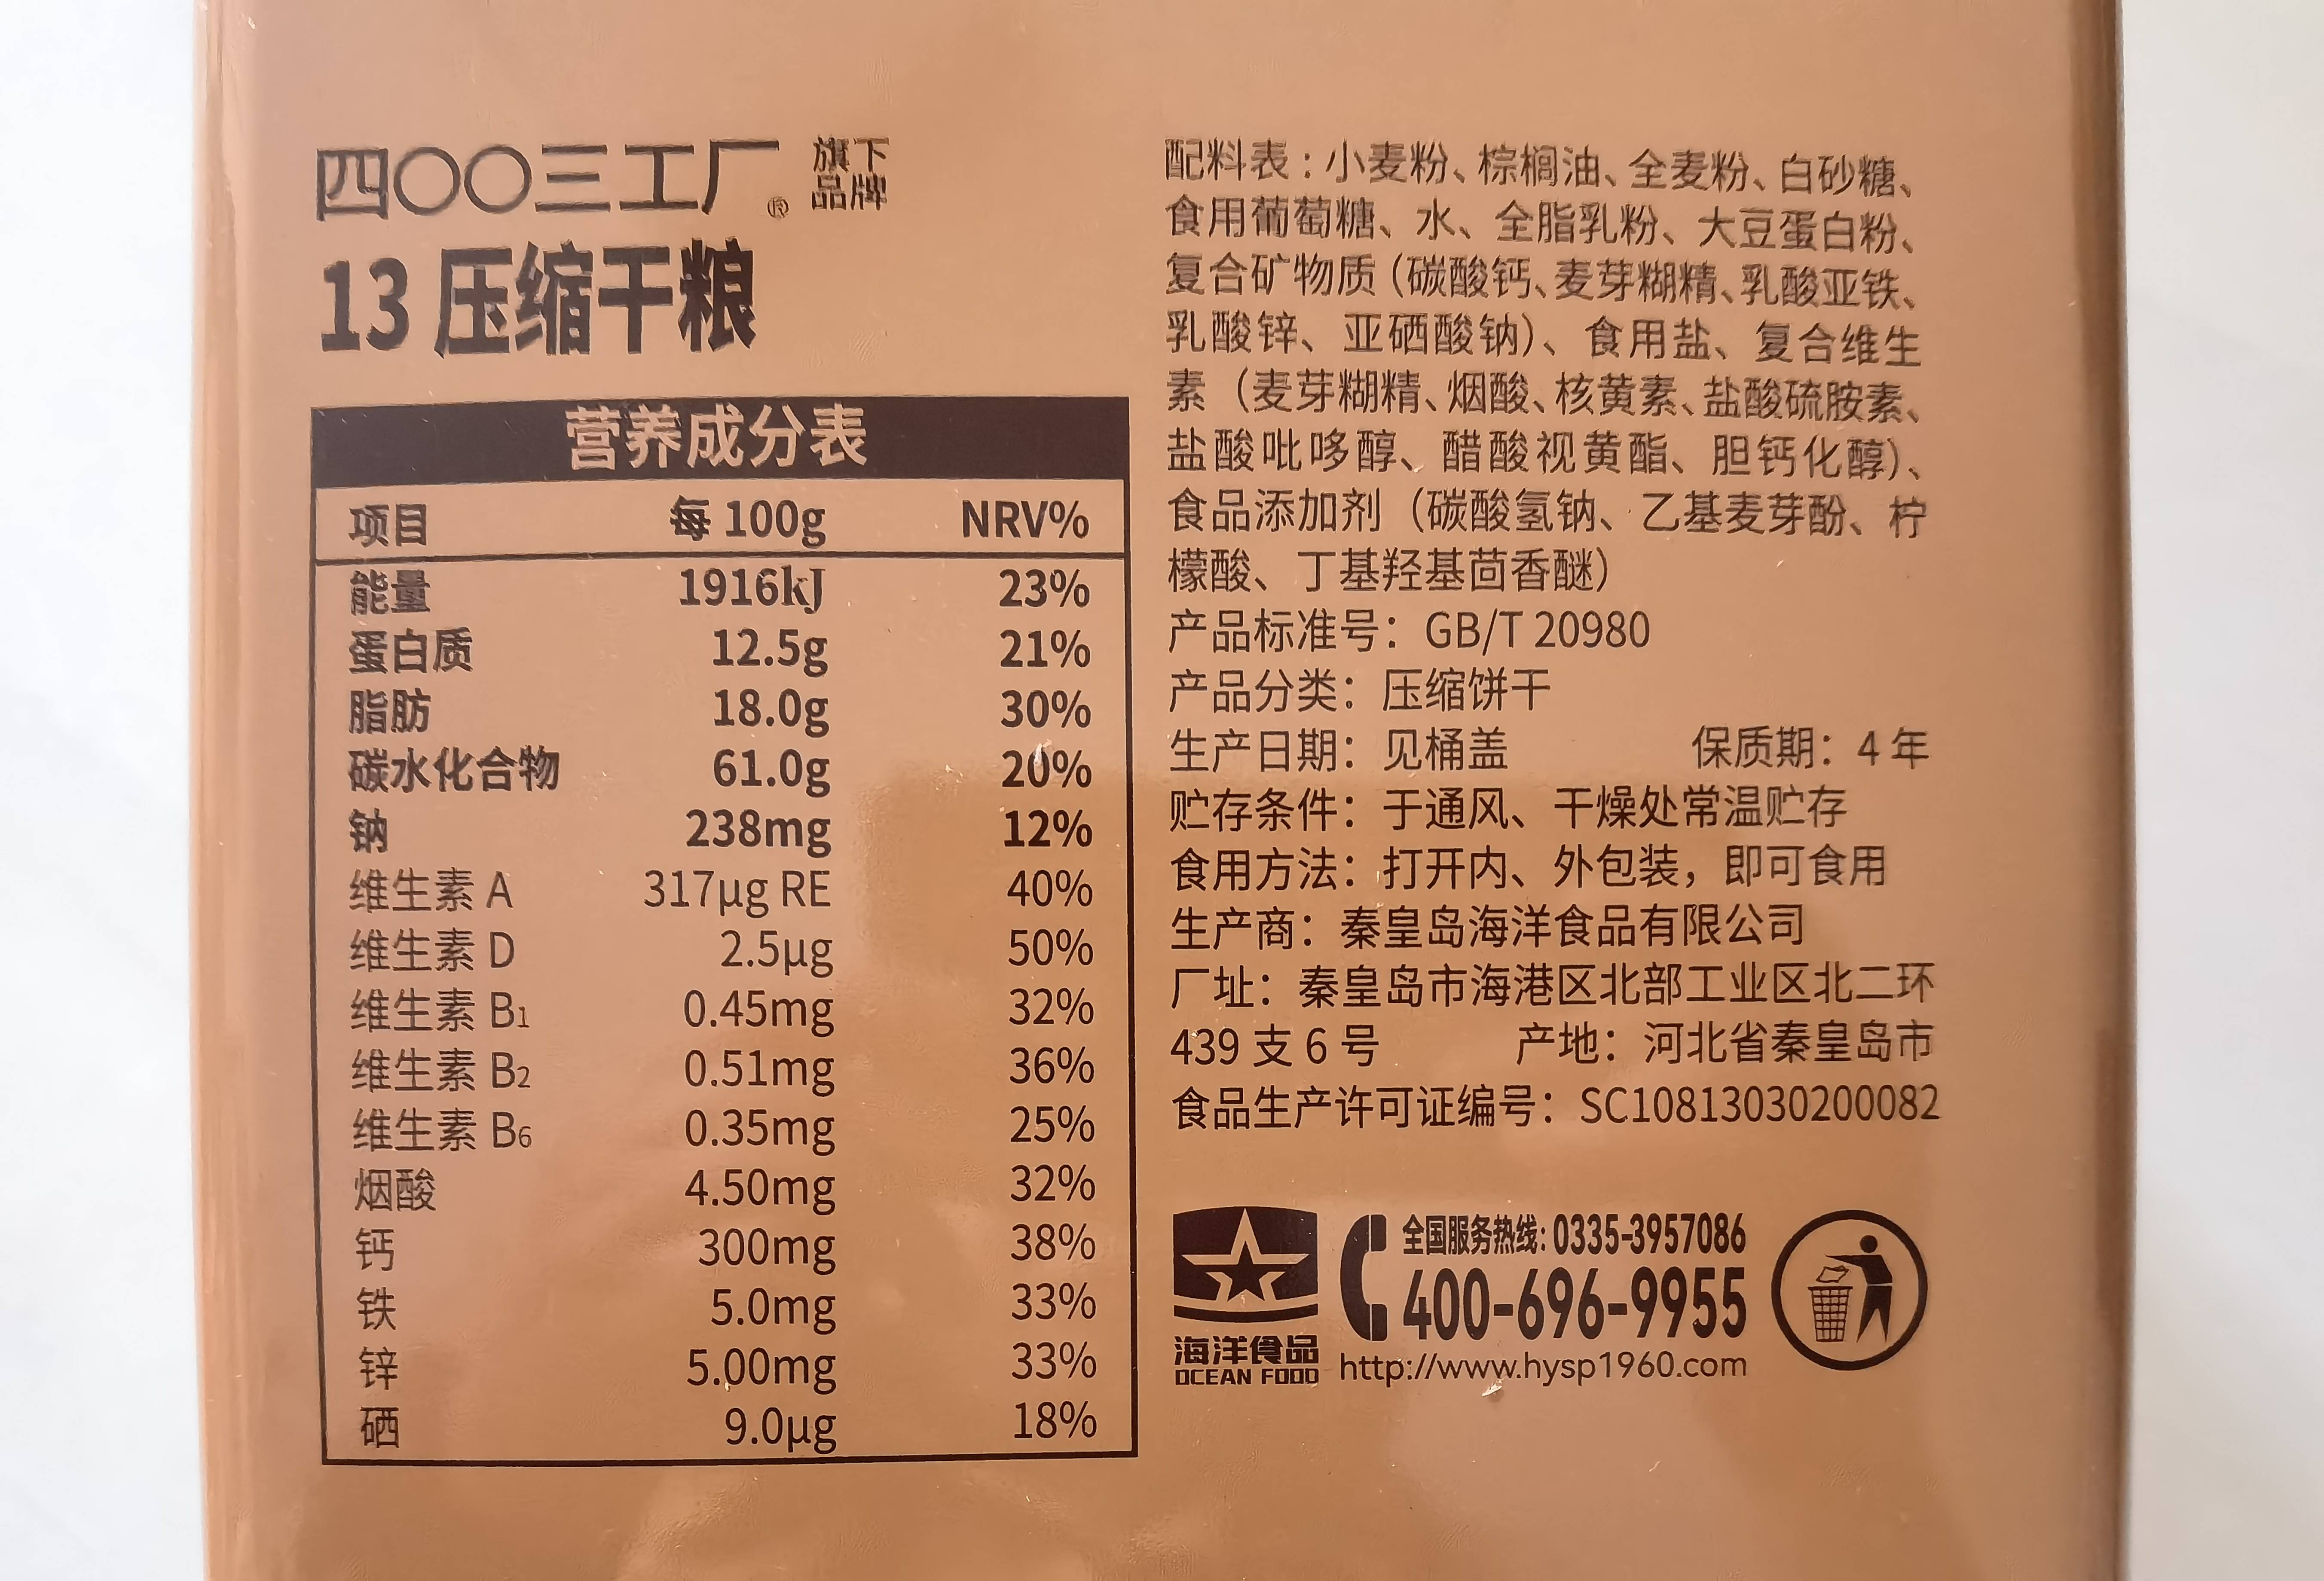 四〇〇三工厂® 旗下
品牌
13 压缩干粮
营养成分表
项目 每 100g NRV%
能量 1916kJ 23%
蛋白质 12.5g 21%
脂肪 18.0g 30%
碳水化合物 61.0g 20%
钠 238mg 12%
维生素 A 317μg RE 40%
维生素 D 2.5μg 50%
维生素 B1 0.45mg 32%
维生素 B2 0.51mg 36%
维生素 B6 0.35mg 25%
烟酸 4.50mg 32%
钙 300mg 38%
铁 5.0mg 33%
锌 5.00mg 33%
硒 9.0μg 18%
配料表：小麦粉、棕榈油、全麦粉、白砂糖、
食用葡萄糖、水、全脂乳粉、大豆蛋白粉、
复合矿物质（碳酸钙、麦芽糊精、乳酸亚铁、
乳酸锌、亚硒酸钠）、食用盐、复合维生
素（麦芽糊精、烟酸、核黄素、盐酸硫胺素、
盐酸吡哆醇、醋酸视黄酯、胆钙化醇）、
食品添加剂（碳酸氢钠、乙基麦芽酚、柠
檬酸、丁基羟基茴香醚）
产品标准号：GB/T 20980
产品分类：压缩饼干
生产日期：见桶盖 保质期：4 年
贮存条件：于通风、干燥处常温贮存
食用方法：打开内、外包装，即可食用
生产商：秦皇岛海洋食品有限公司
厂址：秦皇岛市海港区北部工业区北二环
439 支 6 号 产地：河北省秦皇岛市
食品生产许可证编号：SC10813030200082
全国服务热线：0335-3957086
400-696-9955
http://www.hysp1960.com
海洋食品
OCEAN FOOD